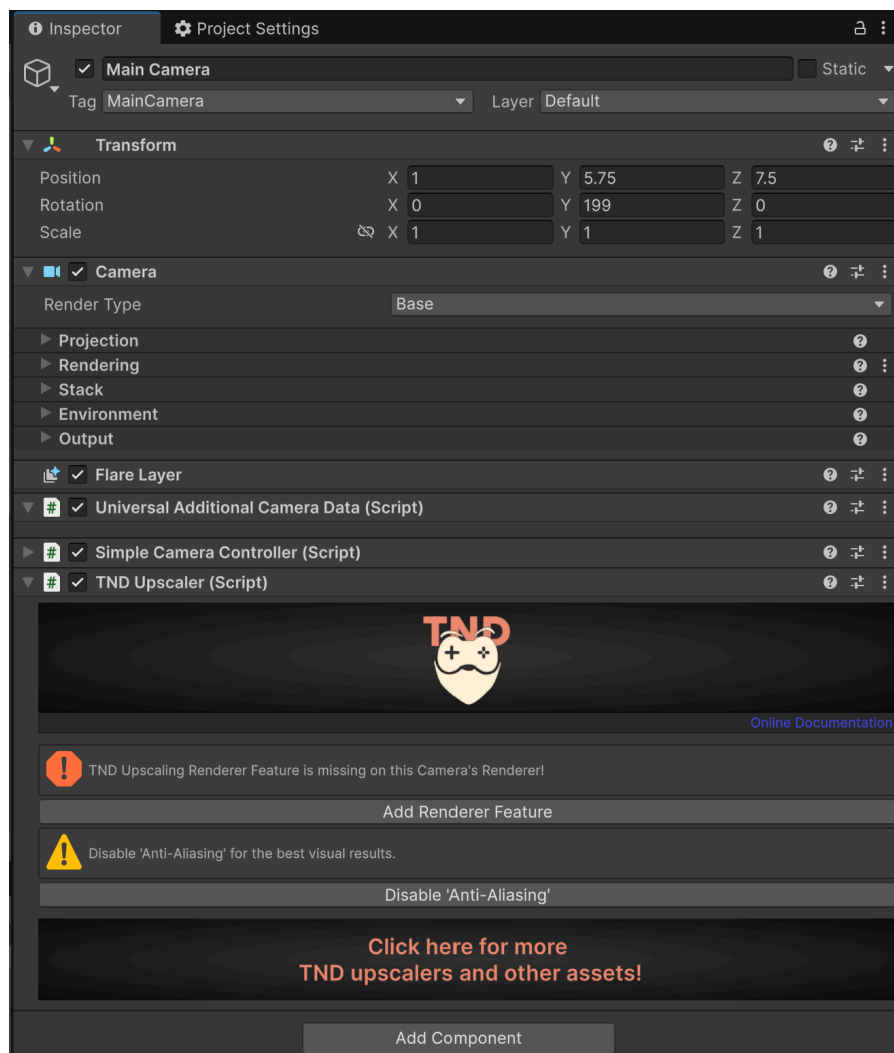 Inspector Project Settings
Main Camera Static
Tag MainCamera Layer Default
Transform
Position X 1 Y 5.75 Z 7.5
Rotation X 0 Y 199 Z 0
Scale X 1 Y 1 Z 1
Camera
Render Type Base
Projection
Rendering
Stack
Environment
Output
Flare Layer
# Universal Additional Camera Data (Script)
# Simple Camera Controller (Script)
# TND Upscaler (Script)
TND
Online Documentation
TND Upscaling Renderer Feature is missing on this Camera's Renderer!
Add Renderer Feature
Disable 'Anti-Aliasing' for the best visual results.
Disable 'Anti-Aliasing'
Click here for more
TND upscalers and other assets!
Add Component